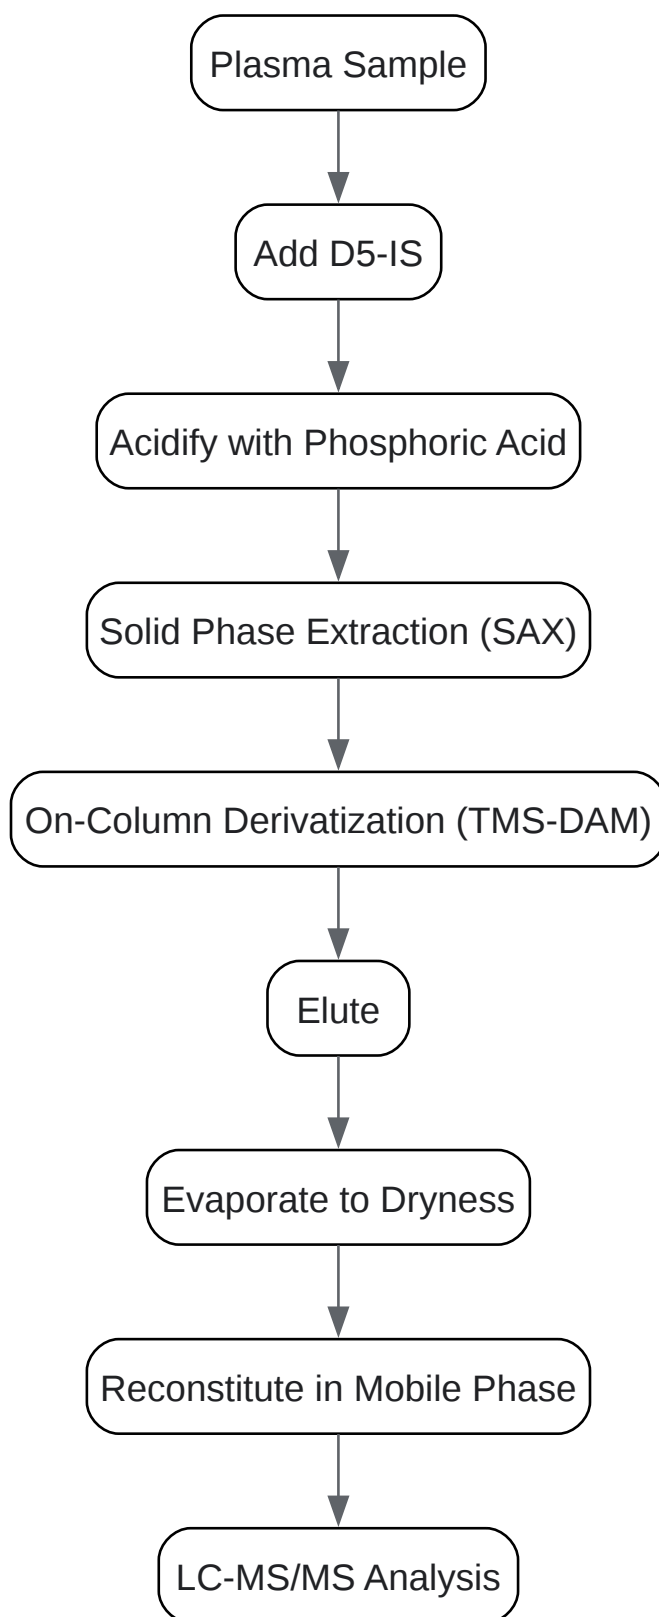 Plasma Sample
Add D5-IS
Acidify with Phosphoric Acid
Solid Phase Extraction (SAX)
On-Column Derivatization (TMS-DAM)
Elute
Evaporate to Dryness
Reconstitute in Mobile Phase
LC-MS/MS Analysis